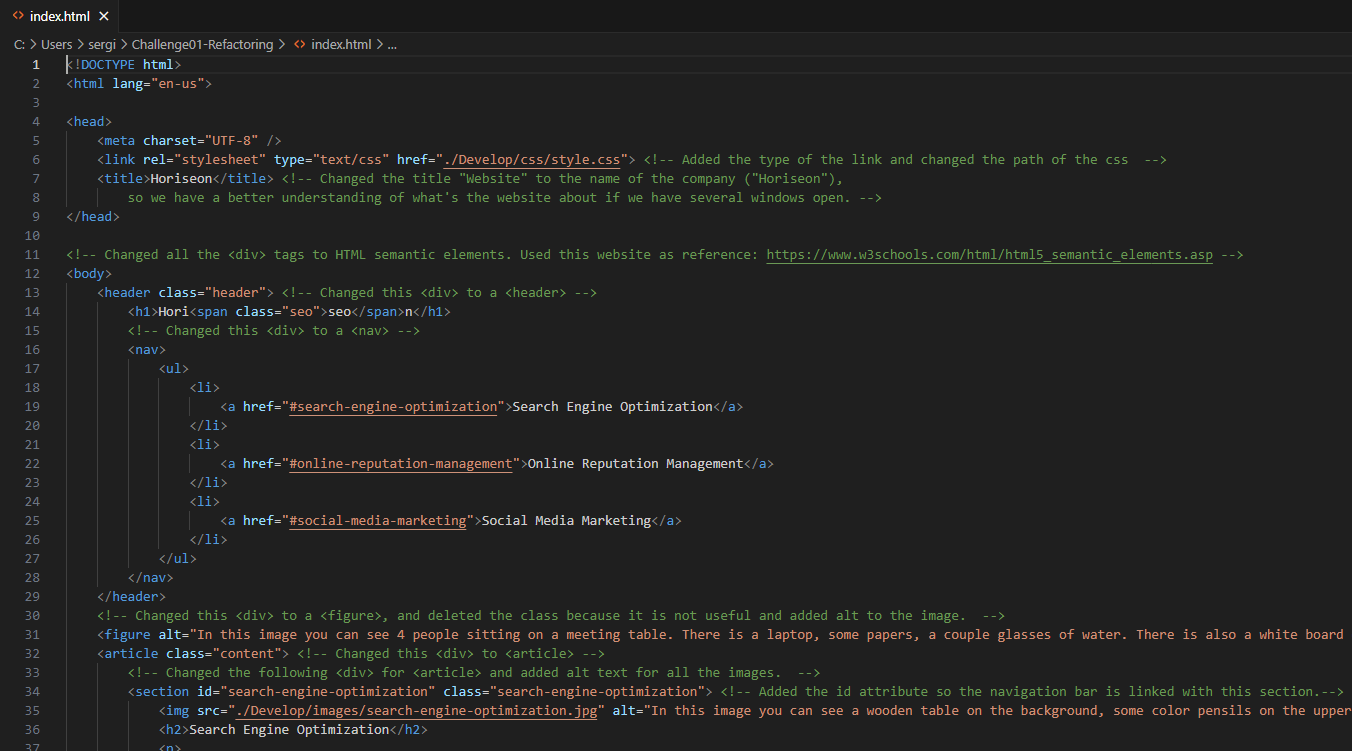 index.html
C: > Users > sergi > Challenge01-Refactoring > index.html > ...
1 <!DOCTYPE html>
2 <html lang="en-us">
3
4 <head>
5 <meta charset="UTF-8" />
6 <link rel="stylesheet" type="text/css" href="./Develop/css/style.css"> <!-- Added the type of the link and changed the path of the css  -->
7 <title>Horiseon</title> <!-- Changed the title "Website" to the name of the company ("Horiseon"),
8 so we have a better understanding of what's the website about if we have several windows open. -->
9 </head>
10
11 <!-- Changed all the <div> tags to HTML semantic elements. Used this website as reference: https://www.w3schools.com/html/html5_semantic_elements.asp -->
12 <body>
13 <header class="header"> <!-- Changed this <div> to a <header> -->
14 <h1>Hori<span class="seo">seo</span>n</h1>
15 <!-- Changed this <div> to a <nav> -->
16 <nav>
17 <ul>
18 <li>
19 <a href="#search-engine-optimization">Search Engine Optimization</a>
20 </li>
21 <li>
22 <a href="#online-reputation-management">Online Reputation Management</a>
23 </li>
24 <li>
25 <a href="#social-media-marketing">Social Media Marketing</a>
26 </li>
27 </ul>
28 </nav>
29 </header>
30 <!-- Changed this <div> to a <figure>, and deleted the class because it is not useful and added alt to the image.  -->
31 <figure alt="In this image you can see 4 people sitting on a meeting table. There is a laptop, some papers, a couple glasses of water. There is also a white board
32 <article class="content"> <!-- Changed this <div> to <article> -->
33 <!-- Changed the following <div> for <article> and added alt text for all the images.  -->
34 <section id="search-engine-optimization" class="search-engine-optimization"> <!-- Added the id attribute so the navigation bar is linked with this section.-->
35 <img src="./Develop/images/search-engine-optimization.jpg" alt="In this image you can see a wooden table on the background, some color pensils on the upper
36 <h2>Search Engine Optimization</h2>
37 <p>